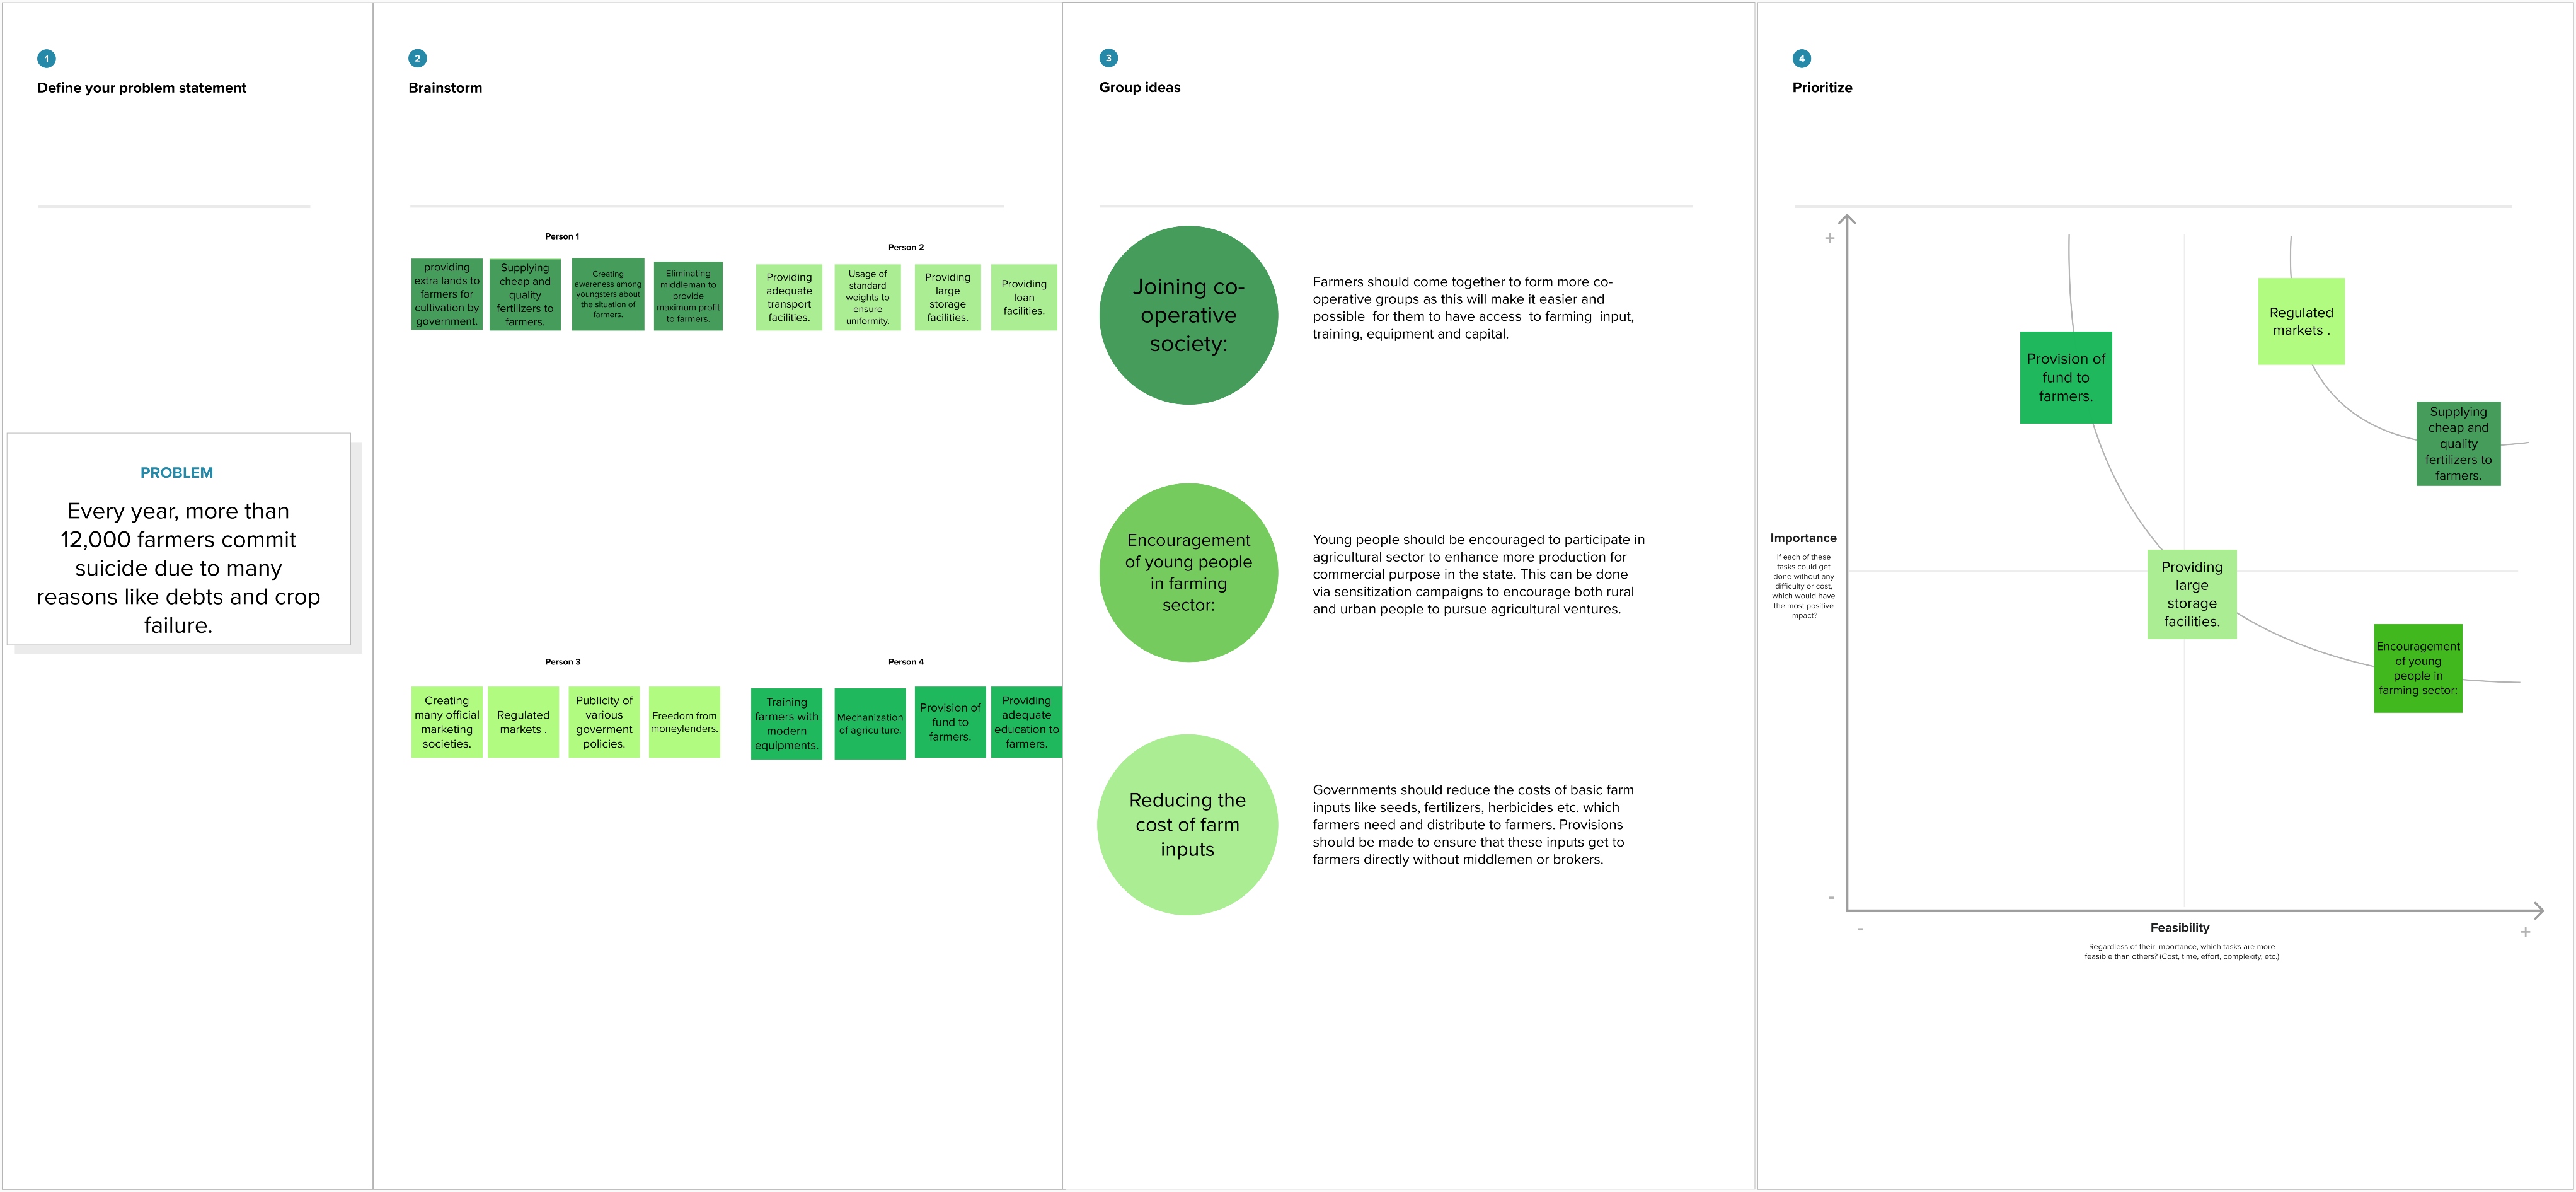 1
Define your problem statement
PROBLEM
Every year, more than
12,000 farmers commit
suicide due to many
reasons like debts and crop
failure.
2
Brainstorm
Person 1
providing
extra lands to
farmers for
cultivation by
government.
Supplying
cheap and
quality
fertilizers to
farmers.
Creating
awareness among
youngsters about
the situation of
farmers.
Eliminating
middleman to
provide
maximum profit
to farmers.
Person 2
Providing
adequate
transport
facilities.
Usage of
standard
weights to
ensure
uniformity.
Providing
large
storage
facilities.
Providing
loan
facilities.
Person 3
Creating
many official
marketing
societies.
Regulated
markets .
Publicity of
various
goverment
policies.
Freedom from
moneylenders.
Person 4
Training
farmers with
modern
equipments.
Mechanization
of agriculture.
Provision of
fund to
farmers.
Providing
adequate
education to
farmers.
3
Group ideas
Joining co-
operative
society:
Farmers should come together to form more co-
operative groups as this will make it easier and
possible  for them to have access  to farming  input,
training, equipment and capital.
Encouragement
of young people
in farming
sector:
Young people should be encouraged to participate in
agricultural sector to enhance more production for
commercial purpose in the state. This can be done
via sensitization campaigns to encourage both rural
and urban people to pursue agricultural ventures.
Reducing the
cost of farm
inputs
Governments should reduce the costs of basic farm
inputs like seeds, fertilizers, herbicides etc. which
farmers need and distribute to farmers. Provisions
should be made to ensure that these inputs get to
farmers directly without middlemen or brokers.
4
Prioritize
+
Regulated
markets .
Provision of
fund to
farmers.
Supplying
cheap and
quality
fertilizers to
farmers.
Importance
If each of these
tasks could get
done without any
difficulty or cost,
which would have
the most positive
impact?
Providing
large
storage
facilities.
Encouragement
of young
people in
farming sector:
-
-
Feasibility
+
Regardless of their importance, which tasks are more
feasible than others? (Cost, time, effort, complexity, etc.)